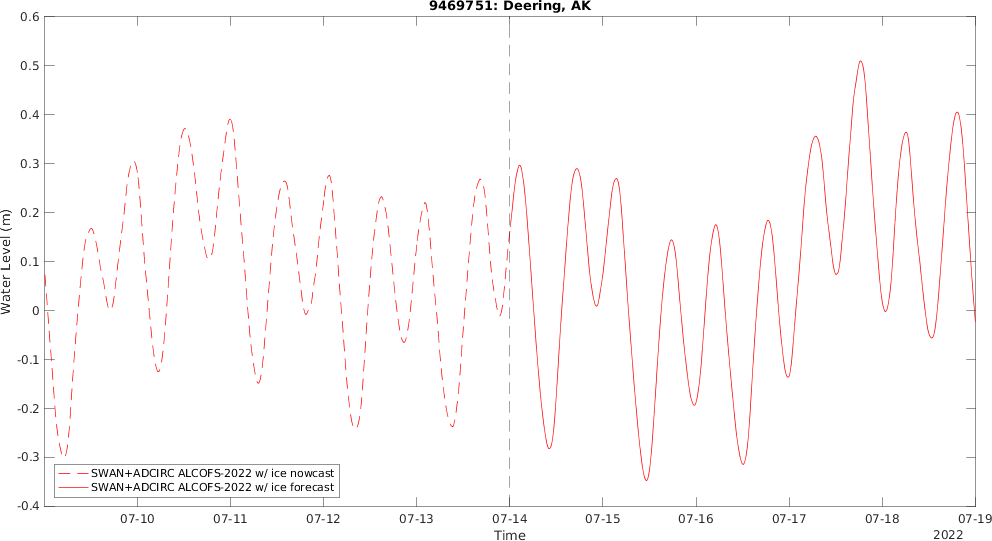 9469751: Deering, AK
0.6
0.5
0.4
0.3
0.2
0.1
0
-0.1
-0.2
-0.3
-0.4
Water Level (m)
SWAN+ADCIRC ALCOFS-2022 w/ ice nowcast
SWAN+ADCIRC ALCOFS-2022 w/ ice forecast
07-10 07-11 07-12 07-13 07-14 07-15 07-16 07-17 07-18 07-19
Time
2022